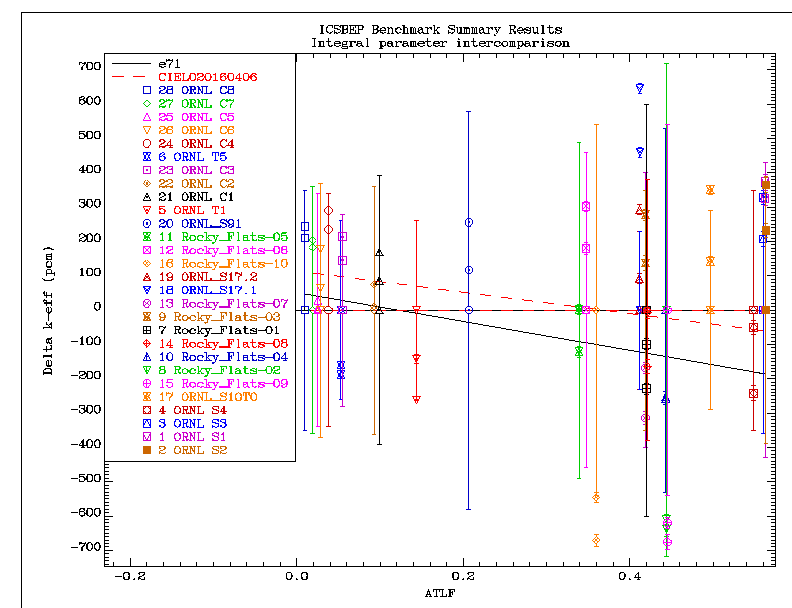 ICSBEP Benchmark Summary Results
Integral parameter intercomparison
e71
CIELO20160406
28 ORNL C8
27 ORNL C7
25 ORNL C5
26 ORNL C6
24 ORNL C4
6 ORNL T5
23 ORNL C3
22 ORNL C2
21 ORNL C1
5 ORNL T1
20 ORNL_S91
11 Rocky_Flats-05
12 Rocky_Flats-06
16 Rocky_Flats-10
19 ORNL_S17.2
18 ORNL_S17.1
13 Rocky_Flats-07
9 Rocky_Flats-03
7 Rocky_Flats-01
14 Rocky_Flats-08
10 Rocky_Flats-04
8 Rocky_Flats-02
15 Rocky_Flats-09
17 ORNL_S10T0
4 ORNL S4
3 ORNL S3
1 ORNL S1
2 ORNL S2
700
600
500
400
300
200
100
0
-100
-200
-300
-400
-500
-600
-700
Delta k-eff (pcm)
-0.2
0.0
0.2
0.4
ATLF